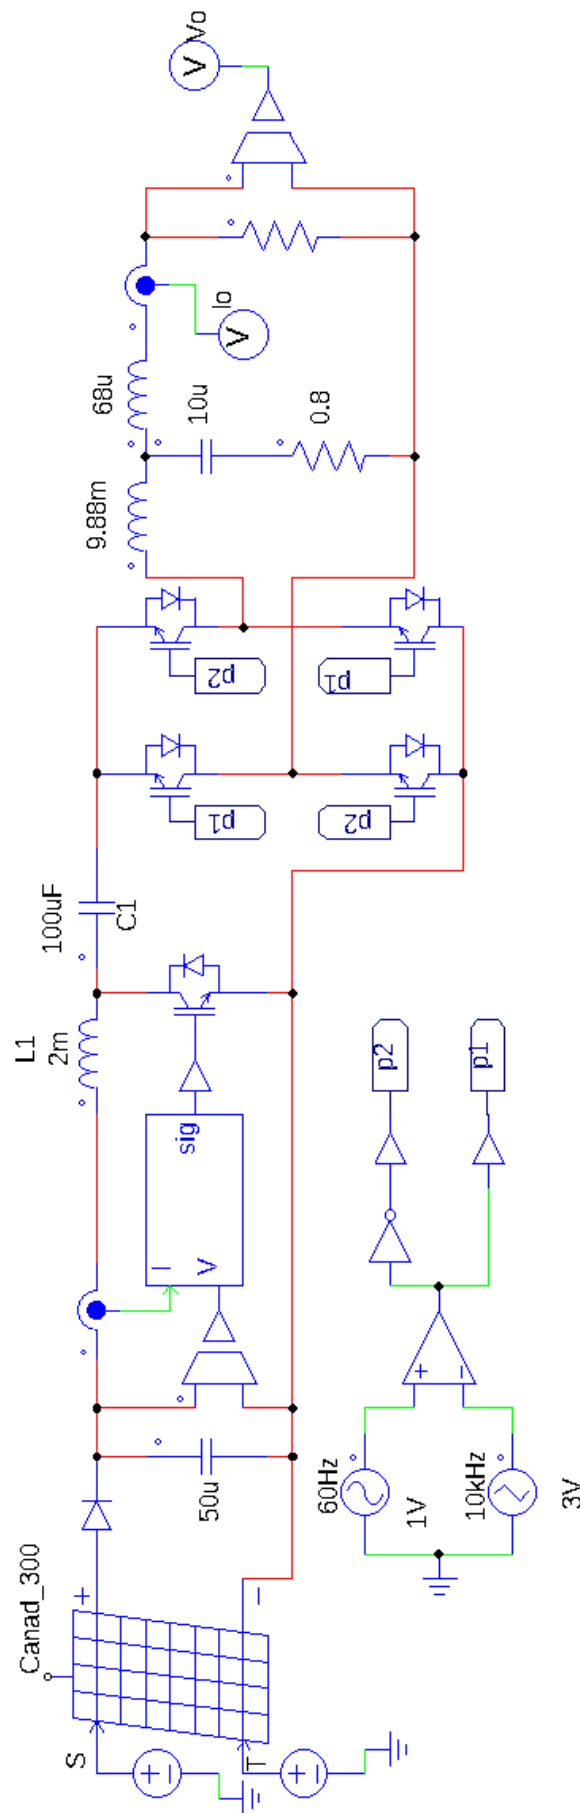 Canad_300
S
+
T
−
50u
I
V
sig
L1
2m
100uF
C1
p1
p2
p2
p1
9.88m
68u
10u
0.8
V
Io
V
Vo
60Hz
1V
10kHz
3V
p2
p1